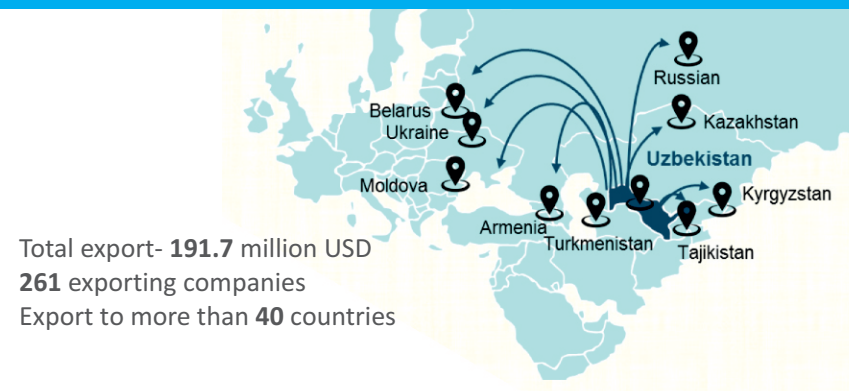 Russian
Belarus
Kazakhstan
Ukraine
Uzbekistan
Moldova
Kyrgyzstan
Armenia
Turkmenistan
Tajikistan
Total export- 191.7 million USD
261 exporting companies
Export to more than 40 countries